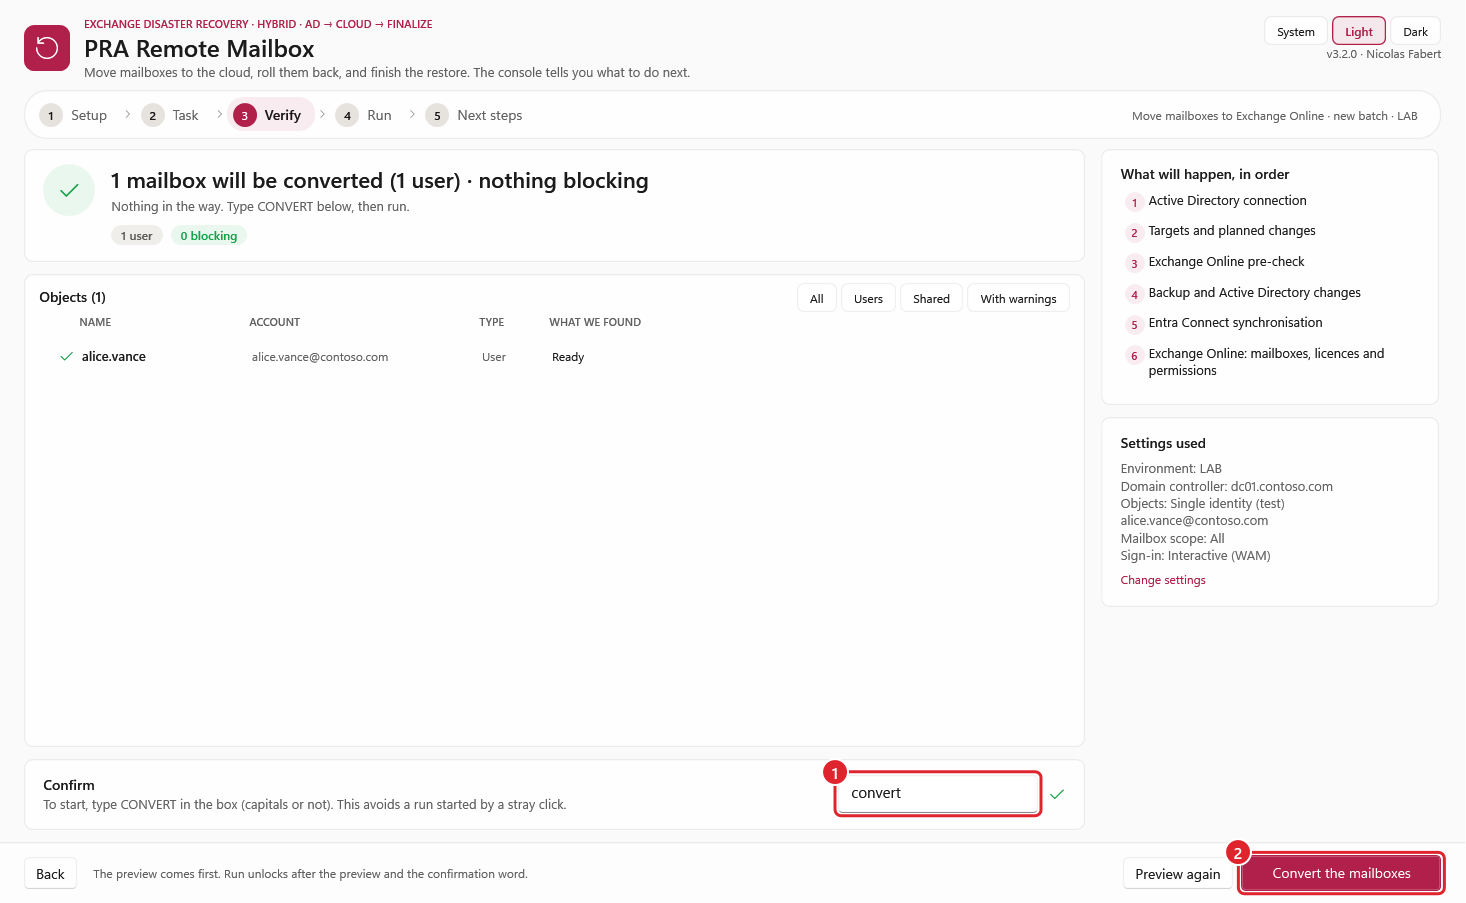 EXCHANGE DISASTER RECOVERY · HYBRID · AD → CLOUD → FINALIZE
PRA Remote Mailbox
Move mailboxes to the cloud, roll them back, and finish the restore. The console tells you what to do next.
System
Light
Dark
v3.2.0 · Nicolas Fabert
1 Setup
2 Task
3 Verify
4 Run
5 Next steps
Move mailboxes to Exchange Online · new batch · LAB
1 mailbox will be converted (1 user) · nothing blocking
Nothing in the way. Type CONVERT below, then run.
1 user
0 blocking
Objects (1)
All
Users
Shared
With warnings
NAME ACCOUNT TYPE WHAT WE FOUND
alice.vance alice.vance@contoso.com User Ready
What will happen, in order
1 Active Directory connection
2 Targets and planned changes
3 Exchange Online pre-check
4 Backup and Active Directory changes
5 Entra Connect synchronisation
6 Exchange Online: mailboxes, licences and
permissions
Settings used
Environment: LAB
Domain controller: dc01.contoso.com
Objects: Single identity (test)
alice.vance@contoso.com
Mailbox scope: All
Sign-in: Interactive (WAM)
Change settings
Confirm
To start, type CONVERT in the box (capitals or not). This avoids a run started by a stray click.
1
convert
Back
The preview comes first. Run unlocks after the preview and the confirmation word.
Preview again
2
Convert the mailboxes